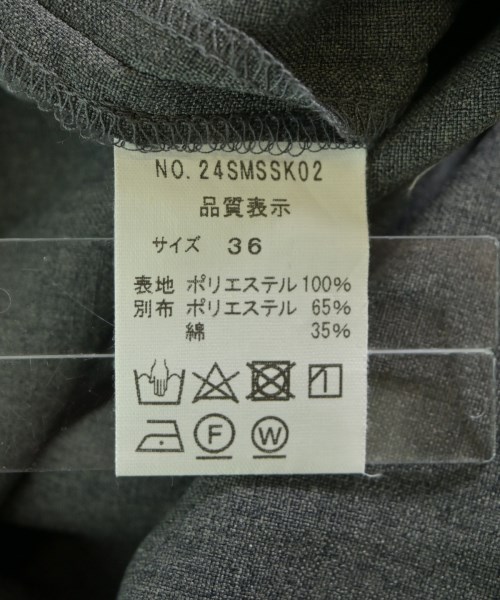 NO. 24SMSSK02
品質表示
サイズ 36
表地 ポリエステル 100%
別布 ポリエステル 65%
綿 35%
F W